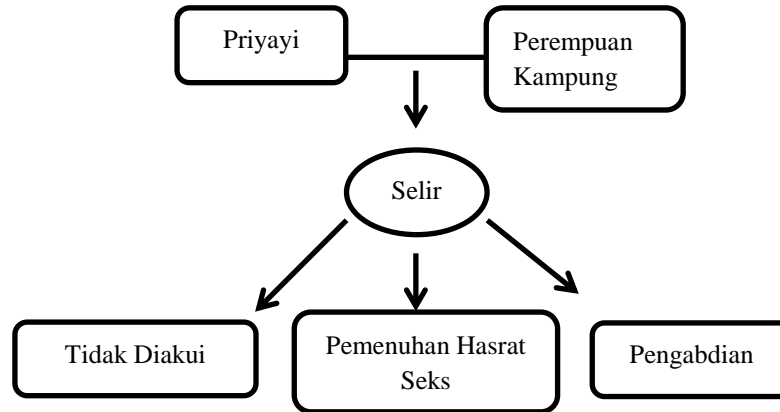 Priyayi
Perempuan
Kampung
Selir
Tidak Diakui
Pemenuhan Hasrat
Seks
Pengabdian